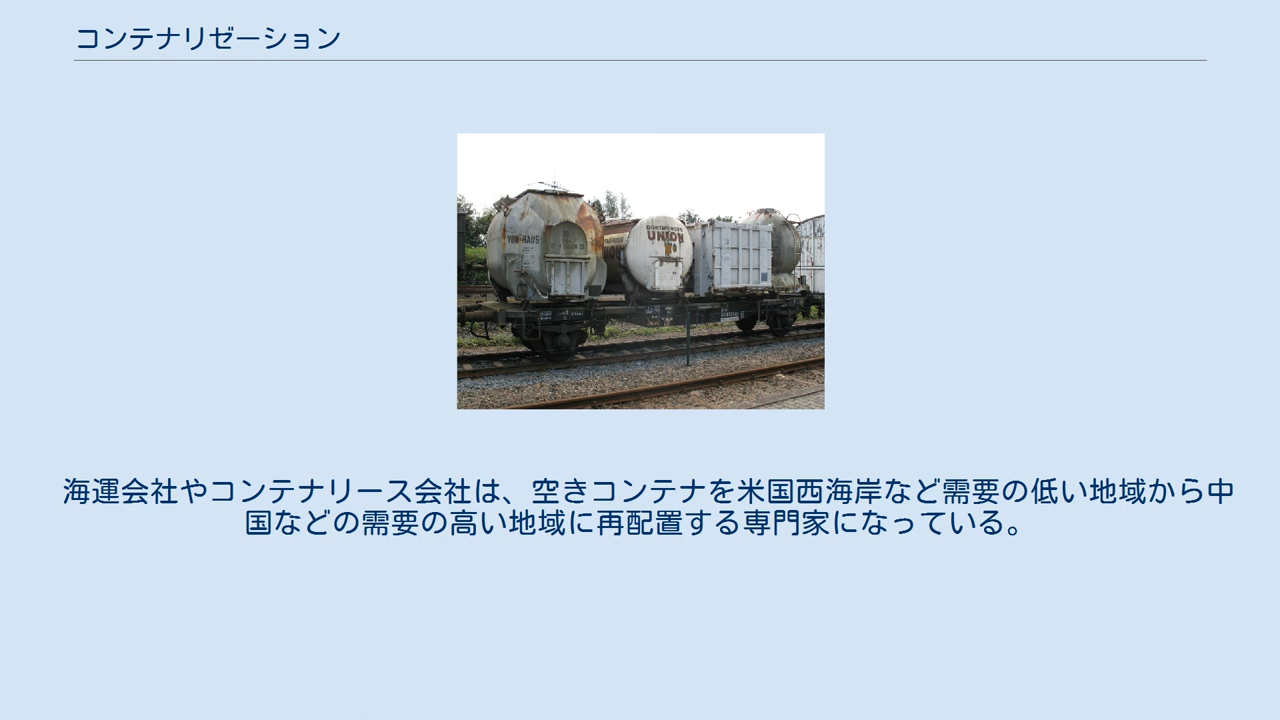 コンテナリゼーション
VON HAUS
DORTMUNDER
UNION
海運会社やコンテナリース会社は、空きコンテナを米国西海岸など需要の低い地域から中
国などの需要の高い地域に再配置する専門家になっている。